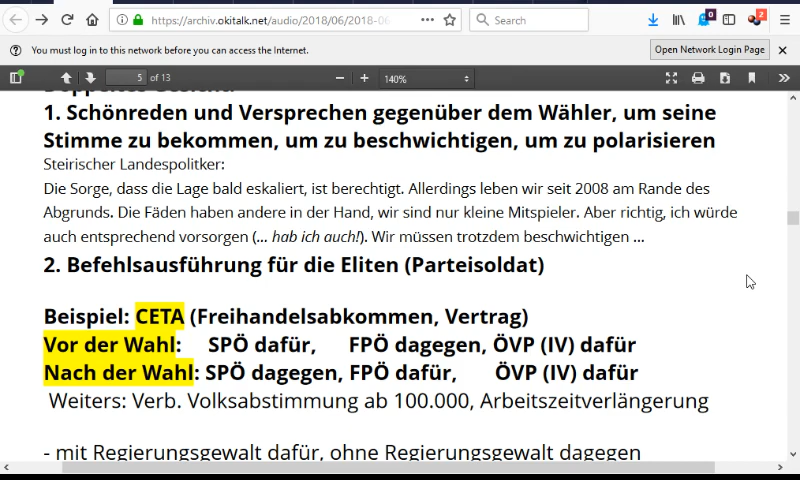 https://archiv.okitalk.net/audio/2018/06/2018-06-
Search
0
2
You must log in to this network before you can access the Internet.
Open Network Login Page
5 of 13
140%
1. Schönreden und Versprechen gegenüber dem Wähler, um seine
Stimme zu bekommen, um zu beschwichtigen, um zu polarisieren
Steirischer Landespolitker:
Die Sorge, dass die Lage bald eskaliert, ist berechtigt. Allerdings leben wir seit 2008 am Rande des
Abgrunds. Die Fäden haben andere in der Hand, wir sind nur kleine Mitspieler. Aber richtig, ich würde
auch entsprechend vorsorgen (... hab ich auch!). Wir müssen trotzdem beschwichtigen ...
2. Befehlsausführung für die Eliten (Parteisoldat)
Beispiel: CETA (Freihandelsabkommen, Vertrag)
Vor der Wahl: SPÖ dafür, FPÖ dagegen, ÖVP (IV) dafür
Nach der Wahl: SPÖ dagegen, FPÖ dafür, ÖVP (IV) dafür
Weiters: Verb. Volksabstimmung ab 100.000, Arbeitszeitverlängerung
- mit Regierungsgewalt dafür, ohne Regierungsgewalt dagegen